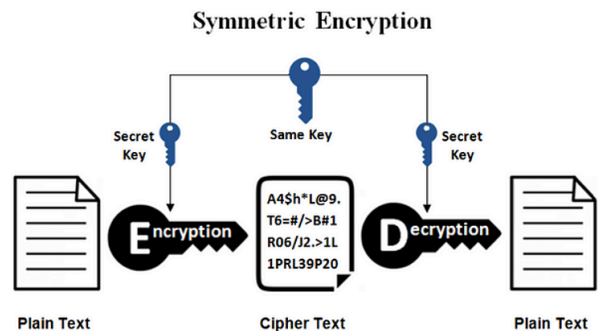 Symmetric Encryption
Secret
Key
Same Key
Secret
Key
Encryption
A4$h*L@9.
T6=#/>B#1
R06/J2.>1L
1PRL39P20
Decryption
Plain Text
Cipher Text
Plain Text